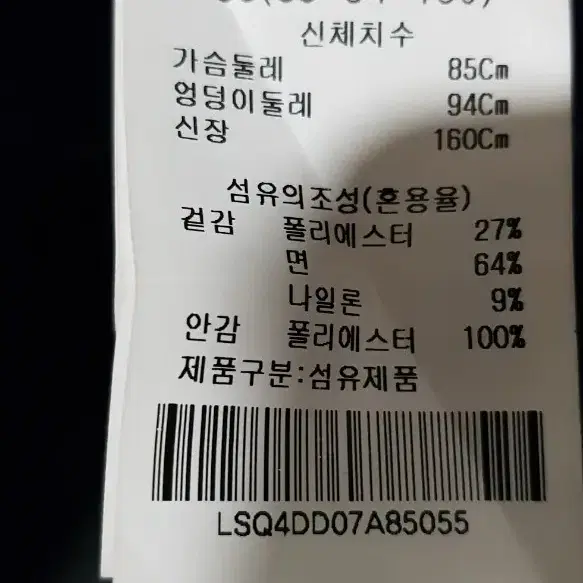 신체치수
가슴둘레 85Cm
엉덩이둘레 94Cm
신장 160Cm
섬유의조성(혼용율)
겉감 폴리에스터 27%
면 64%
나일론 9%
안감 폴리에스터 100%
제품구분:섬유제품
LSQ4DD07A85055